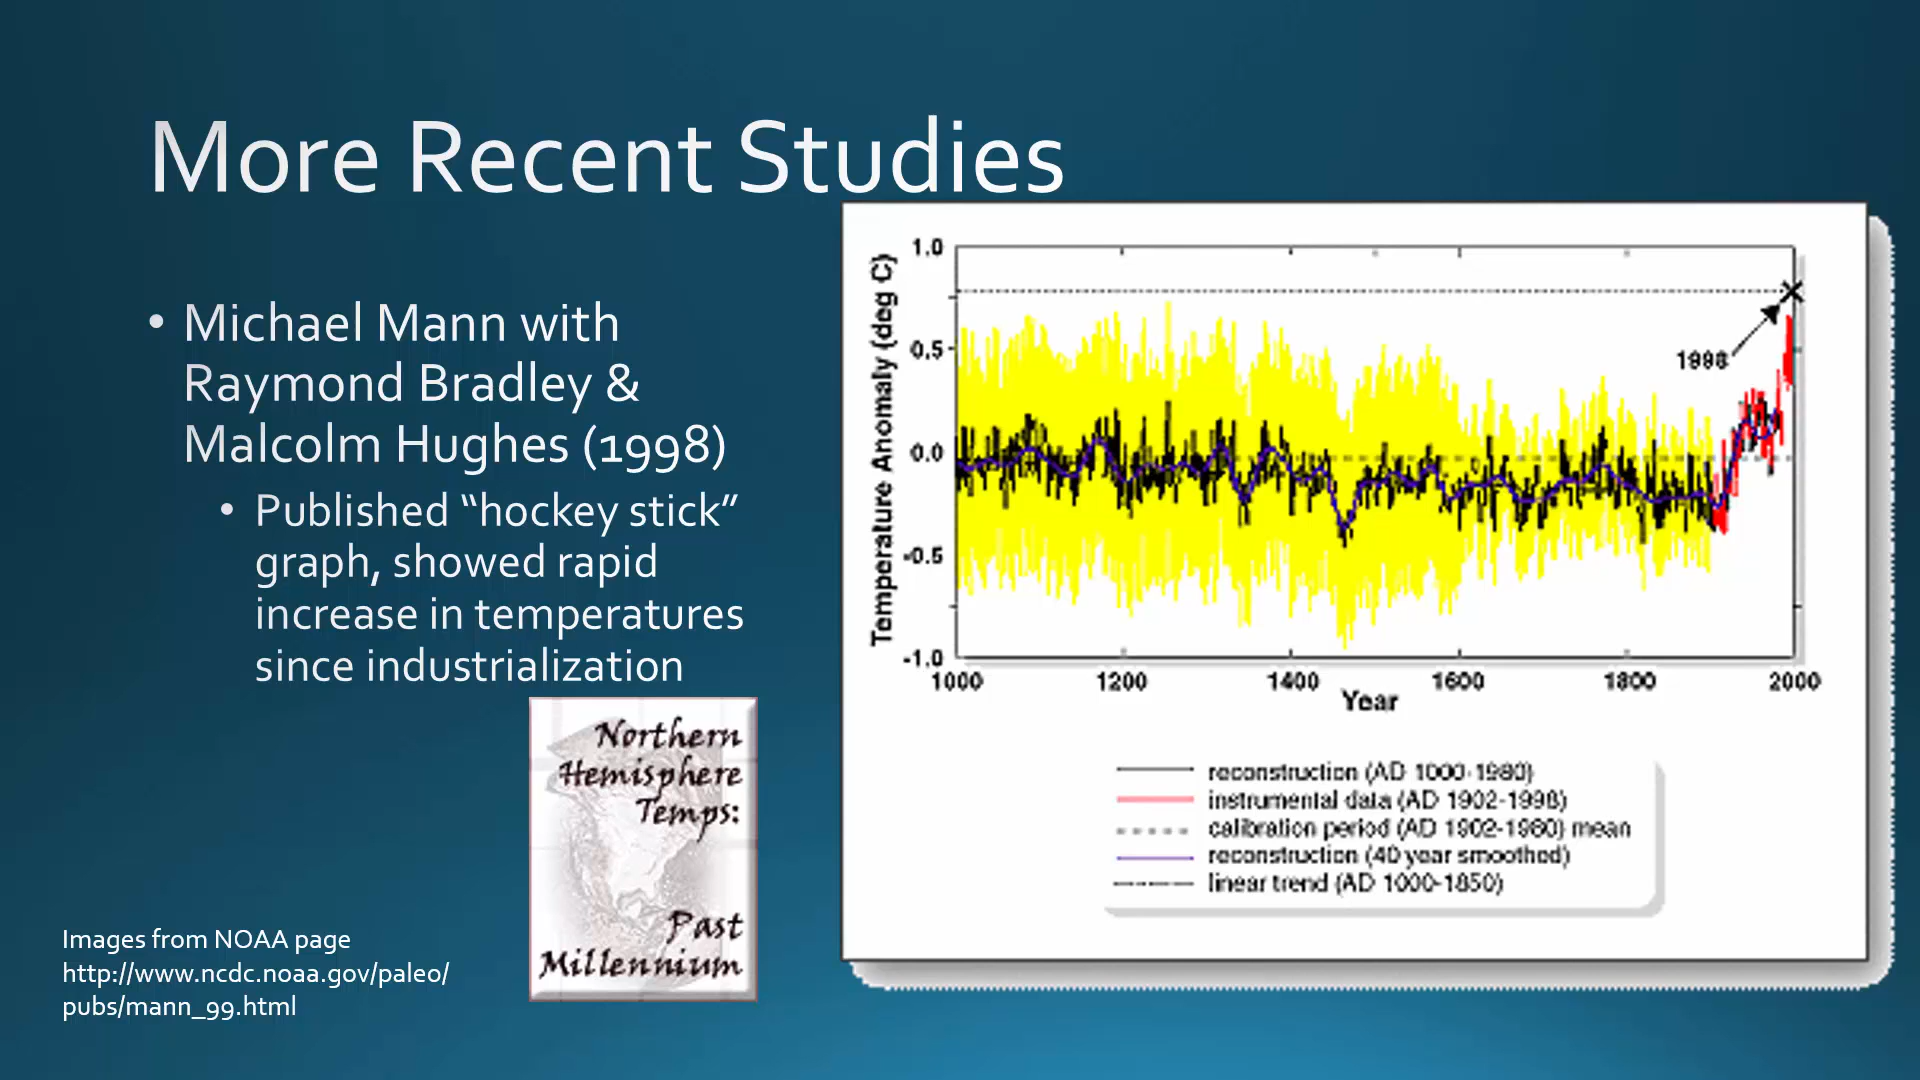 More Recent Studies
• Michael Mann with
Raymond Bradley &
Malcolm Hughes (1998)
• Published “hockey stick”
graph, showed rapid
increase in temperatures
since industrialization
Northern
Hemisphere
Temps:
Past
Millennium
Images from NOAA page
http://www.ncdc.noaa.gov/paleo/
pubs/mann_99.html
Temperature Anomaly (deg C)
1.0
0.5
0.0
-0.5
-1.0
1998
1000 1200 1400 1600 1800 2000
Year
reconstruction (AD 1000-1980)
instrumental data (AD 1902-1998)
calibration period (AD 1902-1980) mean
reconstruction (40 year smoothed)
linear trend (AD 1000-1850)